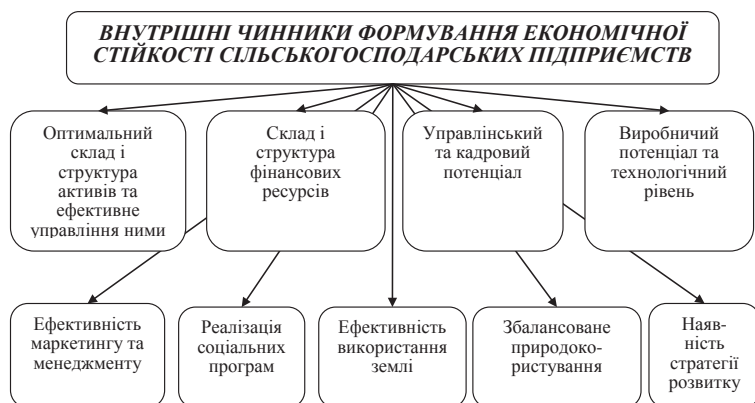 ВНУТРІШНІ ЧИННИКИ ФОРМУВАННЯ ЕКОНОМІЧНОЇ
СТІЙКОСТІ СІЛЬСЬКОГОСПОДАРСЬКИХ ПІДПРИЄМСТВ
Оптимальний
склад і
структура
активів та
ефективне
управління ними
Склад і
структура
фінансових
ресурсів
Управлінський
та кадровий
потенціал
Виробничий
потенціал та
технологічний
рівень
Ефективність
маркетингу та
менеджменту
Реалізація
соціальних
програм
Ефективність
використання
землі
Збалансоване
природоко-
ристування
Наяв-
ність
стратегії
розвитку